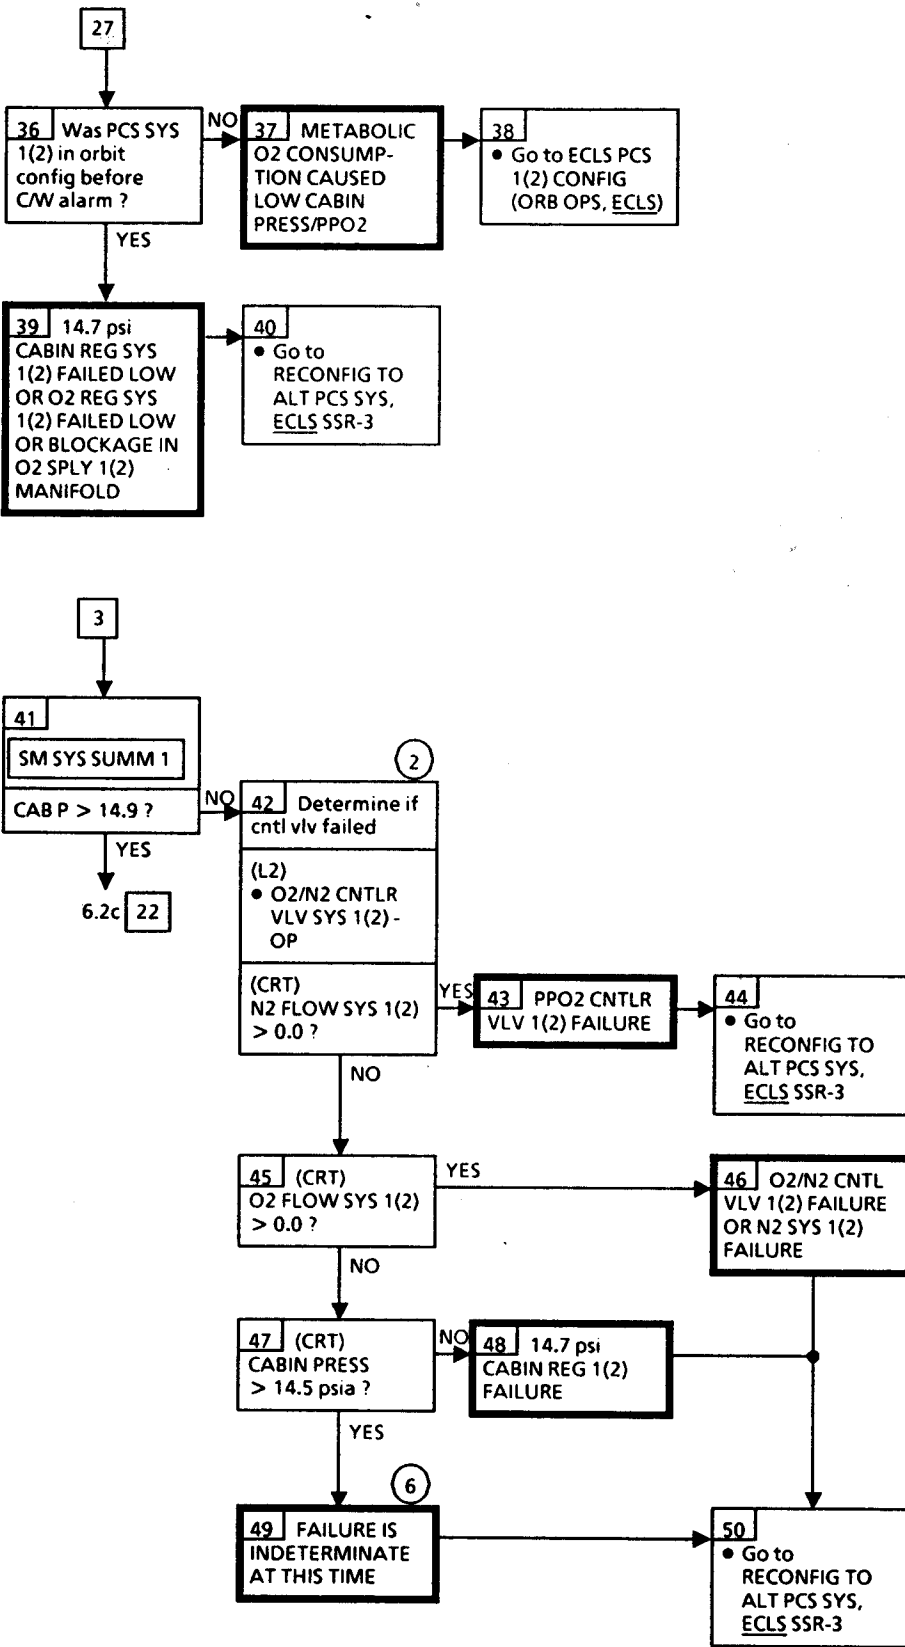 27
36 Was PCS SYS
1(2) in orbit
config before
C/W alarm ?
NO
37 METABOLIC
O2 CONSUMP-
TION CAUSED
LOW CABIN
PRESS/PPO2
38
• Go to ECLS PCS
1(2) CONFIG
(ORB OPS, ECLS)
YES
39 14.7 psi
CABIN REG SYS
1(2) FAILED LOW
OR O2 REG SYS
1(2) FAILED LOW
OR BLOCKAGE IN
O2 SPLY 1(2)
MANIFOLD
40
• Go to
RECONFIG TO
ALT PCS SYS,
ECLS SSR-3
3
41
SM SYS SUMM 1
CAB P > 14.9 ?
YES
6.2c 22
NO
2
42 Determine if
cntl vlv failed
(L2)
• O2/N2 CNTLR
VLV SYS 1(2) -
OP
(CRT)
N2 FLOW SYS 1(2)
> 0.0 ?
YES
43 PPO2 CNTLR
VLV 1(2) FAILURE
44
• Go to
RECONFIG TO
ALT PCS SYS,
ECLS SSR-3
NO
45 (CRT)
O2 FLOW SYS 1(2)
> 0.0 ?
YES
46 O2/N2 CNTL
VLV 1(2) FAILURE
OR N2 SYS 1(2)
FAILURE
NO
47 (CRT)
CABIN PRESS
> 14.5 psia ?
NO
48 14.7 psi
CABIN REG 1(2)
FAILURE
YES
6
49 FAILURE IS
INDETERMINATE
AT THIS TIME
50
• Go to
RECONFIG TO
ALT PCS SYS,
ECLS SSR-3